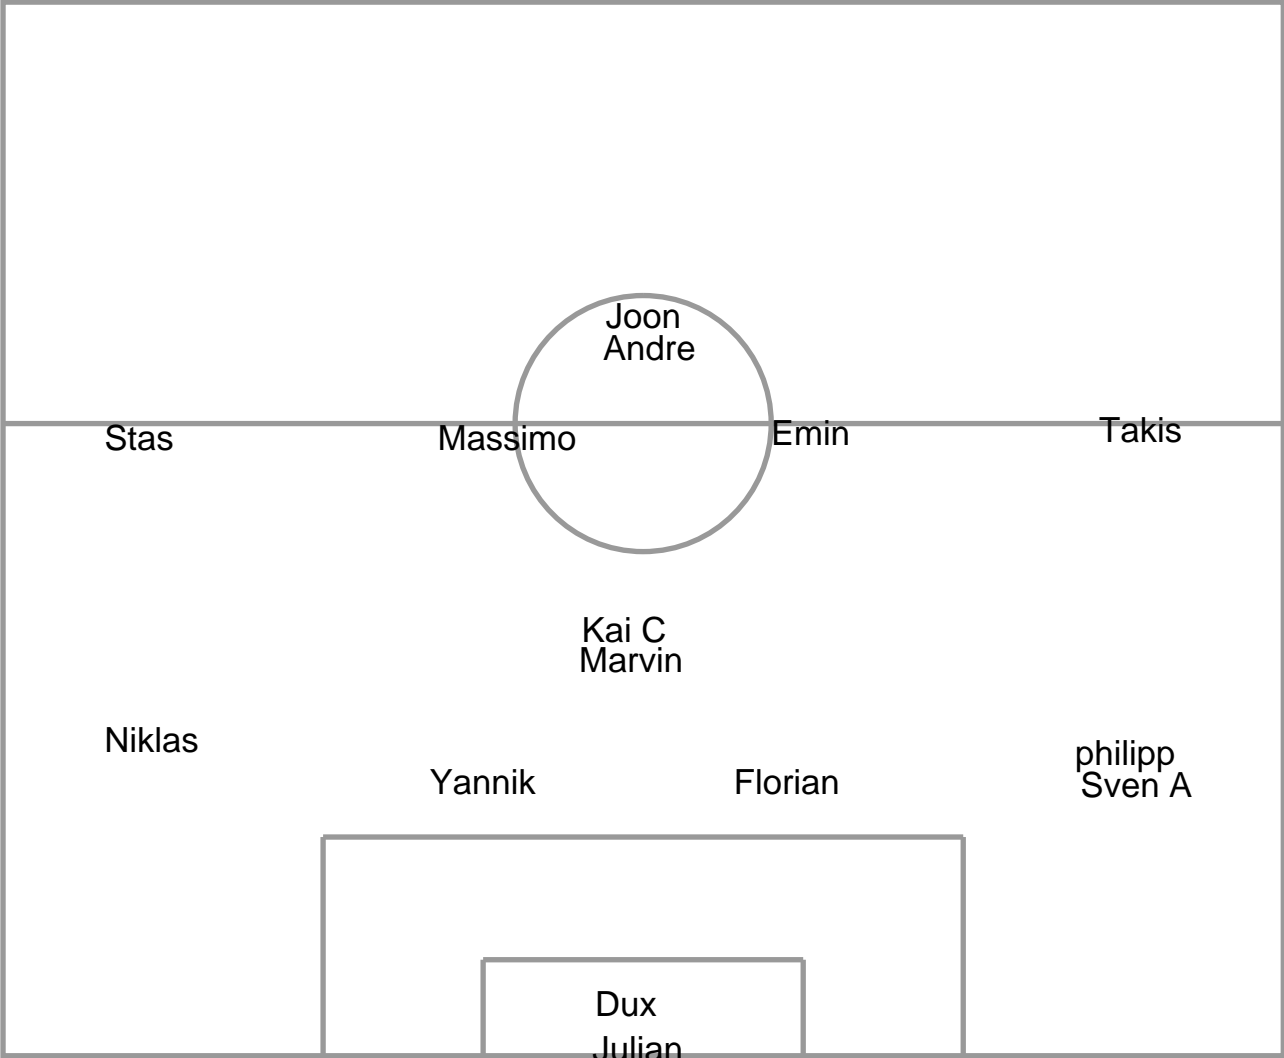 Joon
Andre
Stas Massimo Emin Takis
Kai C
Marvin
Niklas
philipp
Yannik Florian Sven A
Dux
Julian